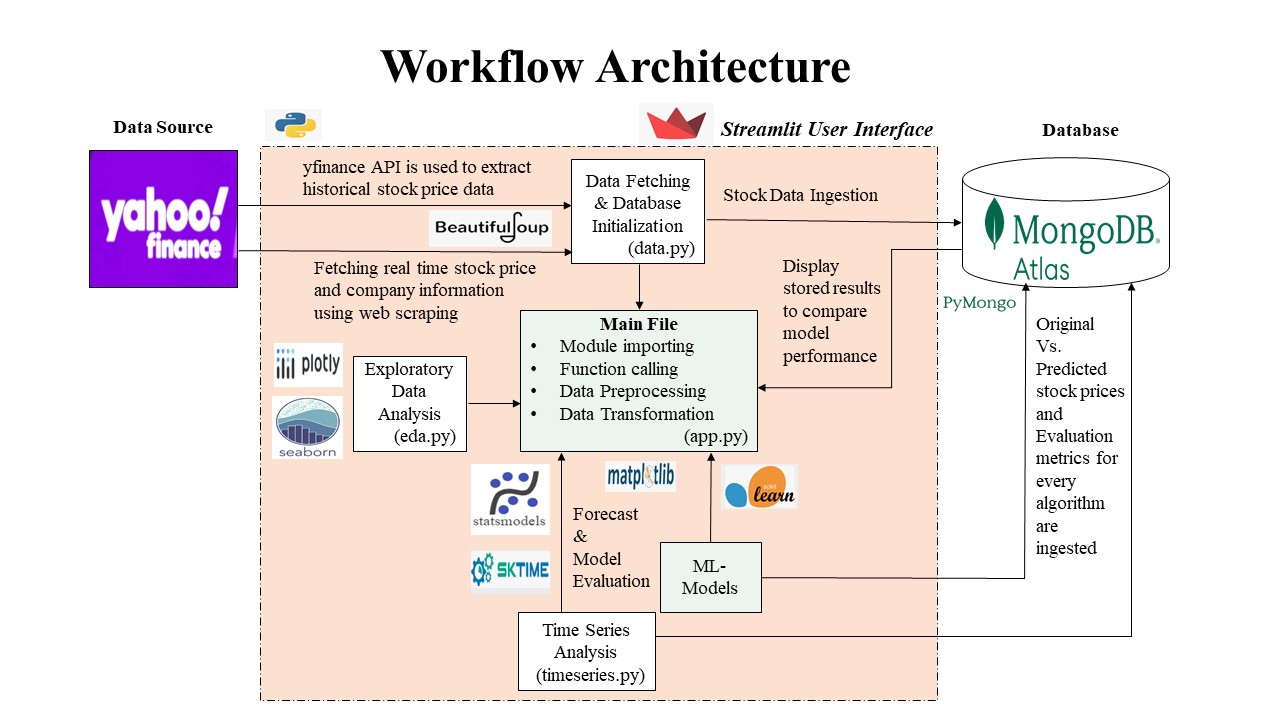 Workflow Architecture
Data Source
Streamlit User Interface
Database
yahoo!
finance
yfinance API is used to extract
historical stock price data
BeautifulSoup
Fetching real time stock price
and company information
using web scraping
Data Fetching
& Database
Initialization
(data.py)
Stock Data Ingestion
MongoDB.
Atlas
PyMongo
Display
stored results
to compare
model
performance
Main File
• Module importing
• Function calling
• Data Preprocessing
• Data Transformation
(app.py)
plotly
seaborn
Exploratory
Data
Analysis
(eda.py)
Original
Vs.
Predicted
stock prices
and
Evaluation
metrics for
every
algorithm
are
ingested
statsmodels
SKTIME
matplotlib
scikit
learn
Forecast
&
Model
Evaluation
ML-
Models
Time Series
Analysis
(timeseries.py)